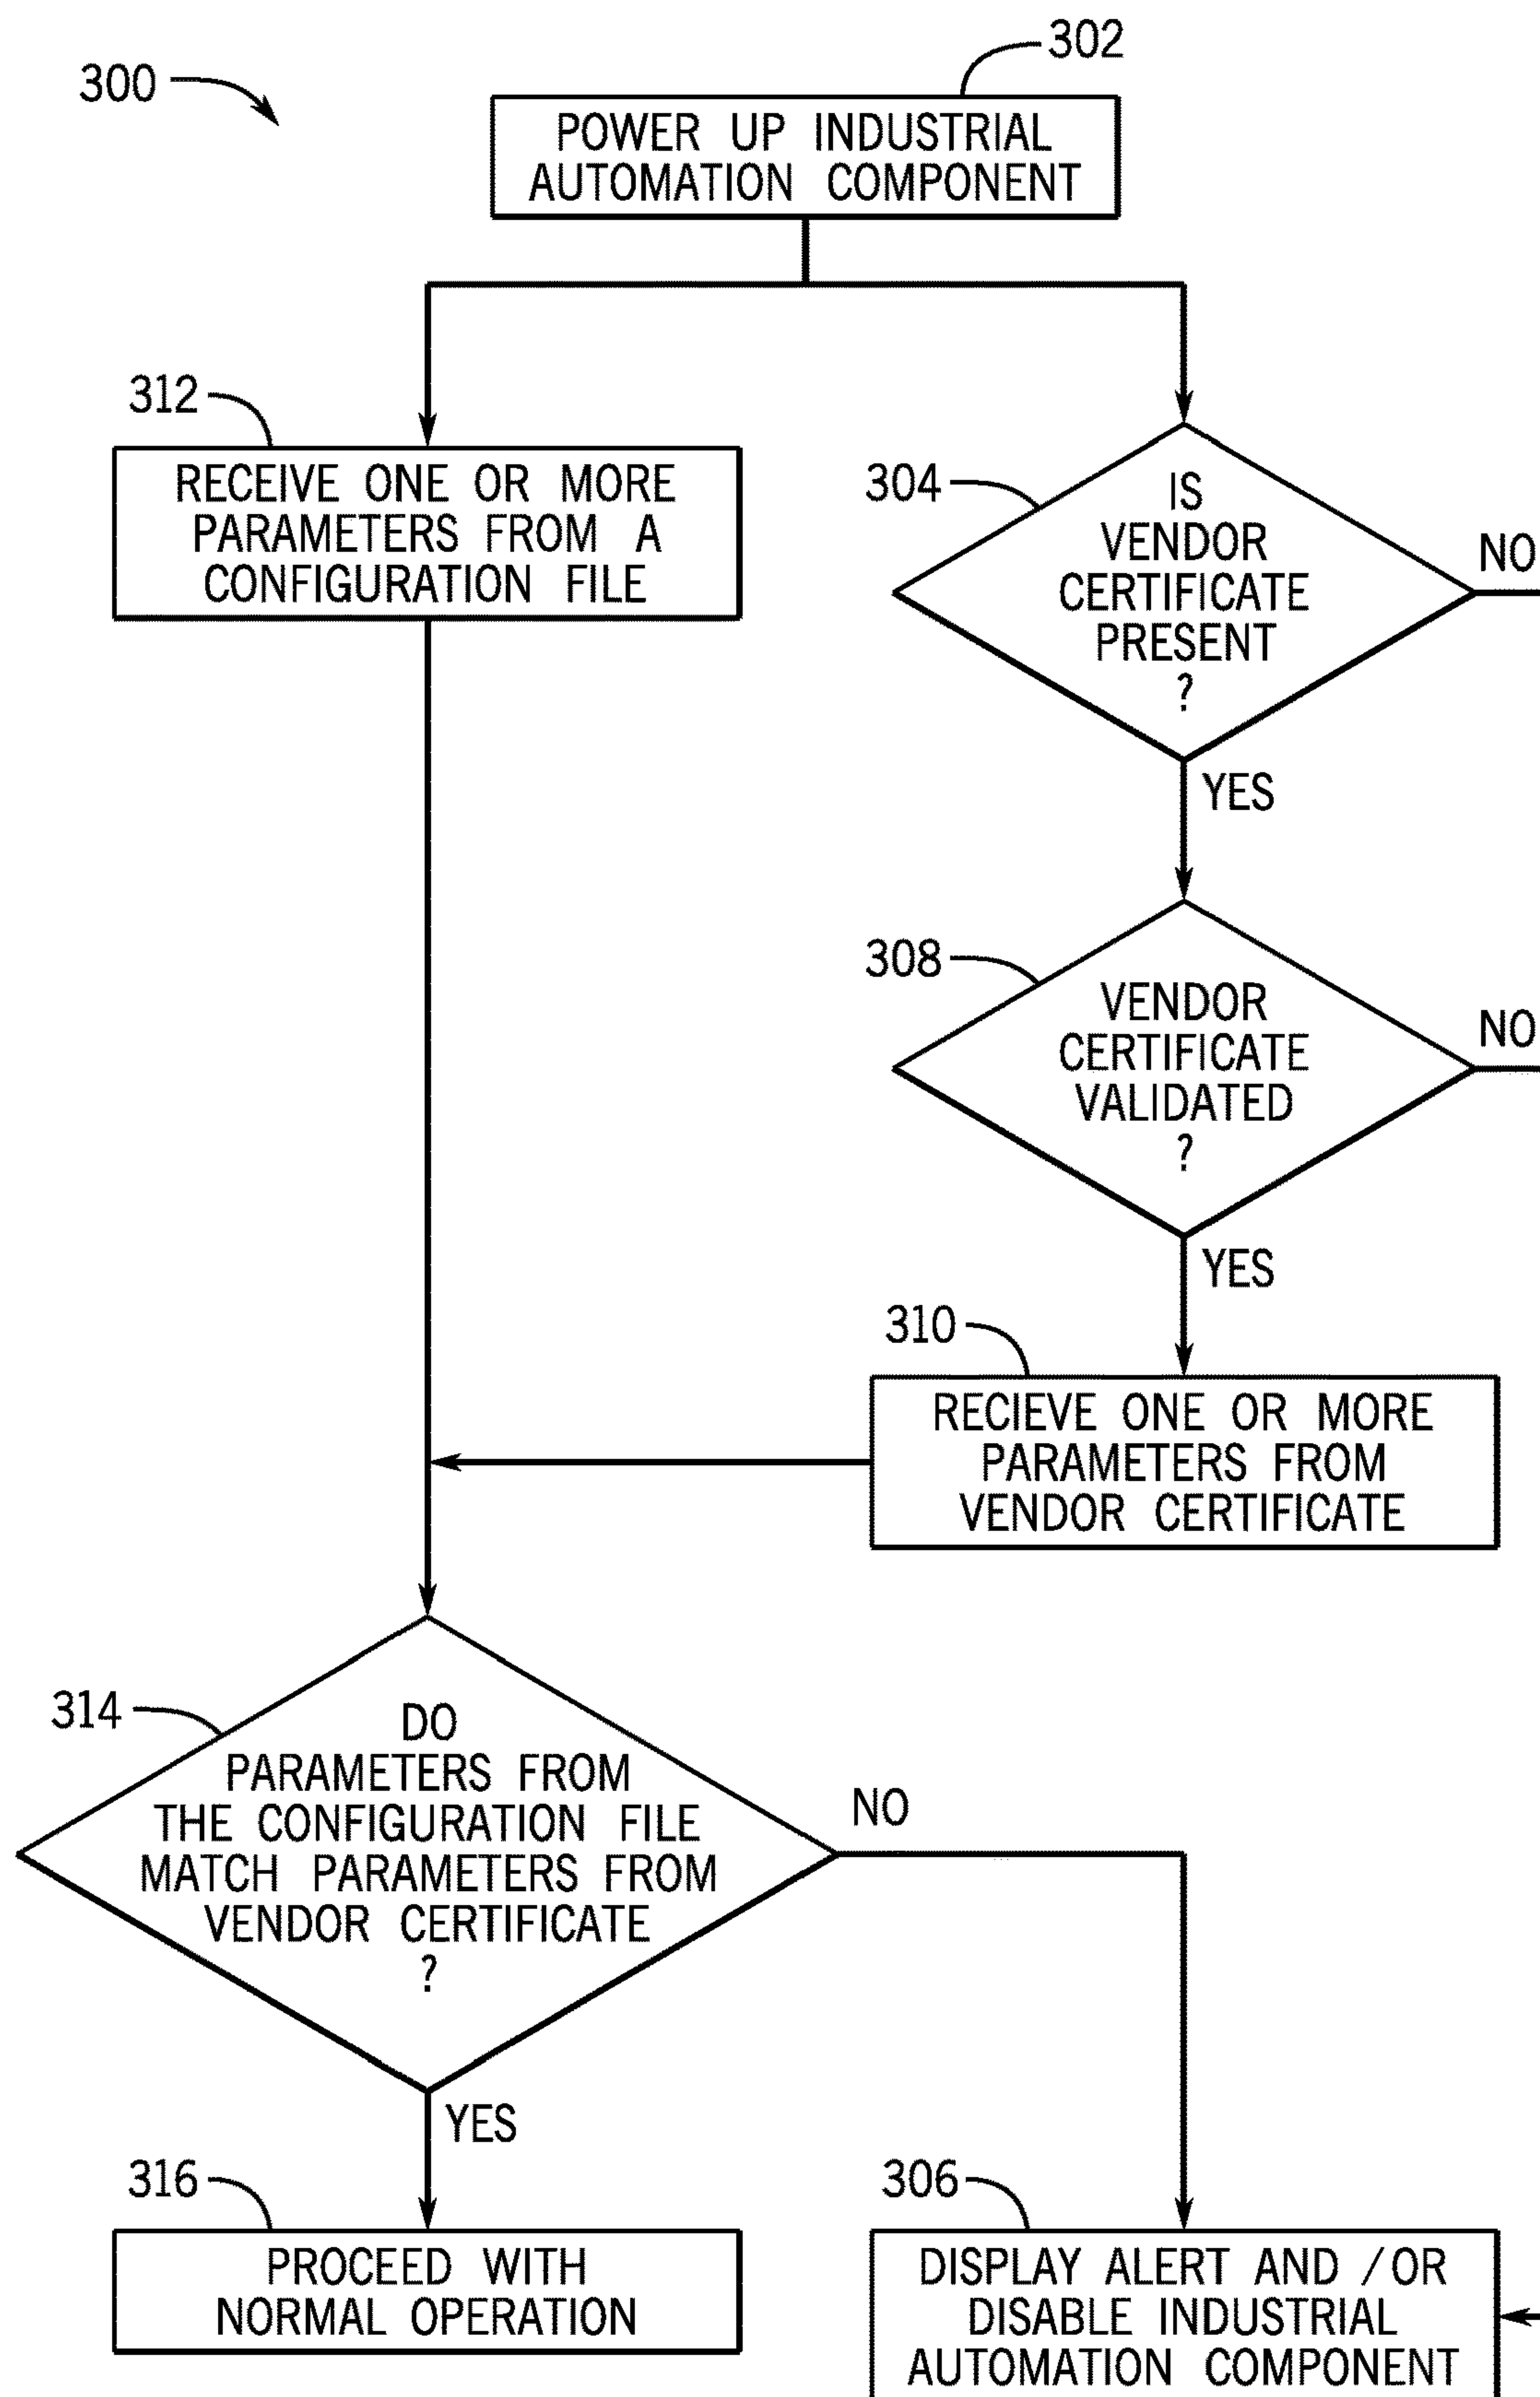 300
302
POWER UP INDUSTRIAL
AUTOMATION COMPONENT
312
RECEIVE ONE OR MORE
PARAMETERS FROM A
CONFIGURATION FILE
304
IS
VENDOR
CERTIFICATE
PRESENT
?
NO
YES
308
VENDOR
CERTIFICATE
VALIDATED
?
NO
YES
310
RECIEVE ONE OR MORE
PARAMETERS FROM
VENDOR CERTIFICATE
314
DO
PARAMETERS FROM
THE CONFIGURATION FILE
MATCH PARAMETERS FROM
VENDOR CERTIFICATE
?
NO
YES
316
PROCEED WITH
NORMAL OPERATION
306
DISPLAY ALERT AND /OR
DISABLE INDUSTRIAL
AUTOMATION COMPONENT